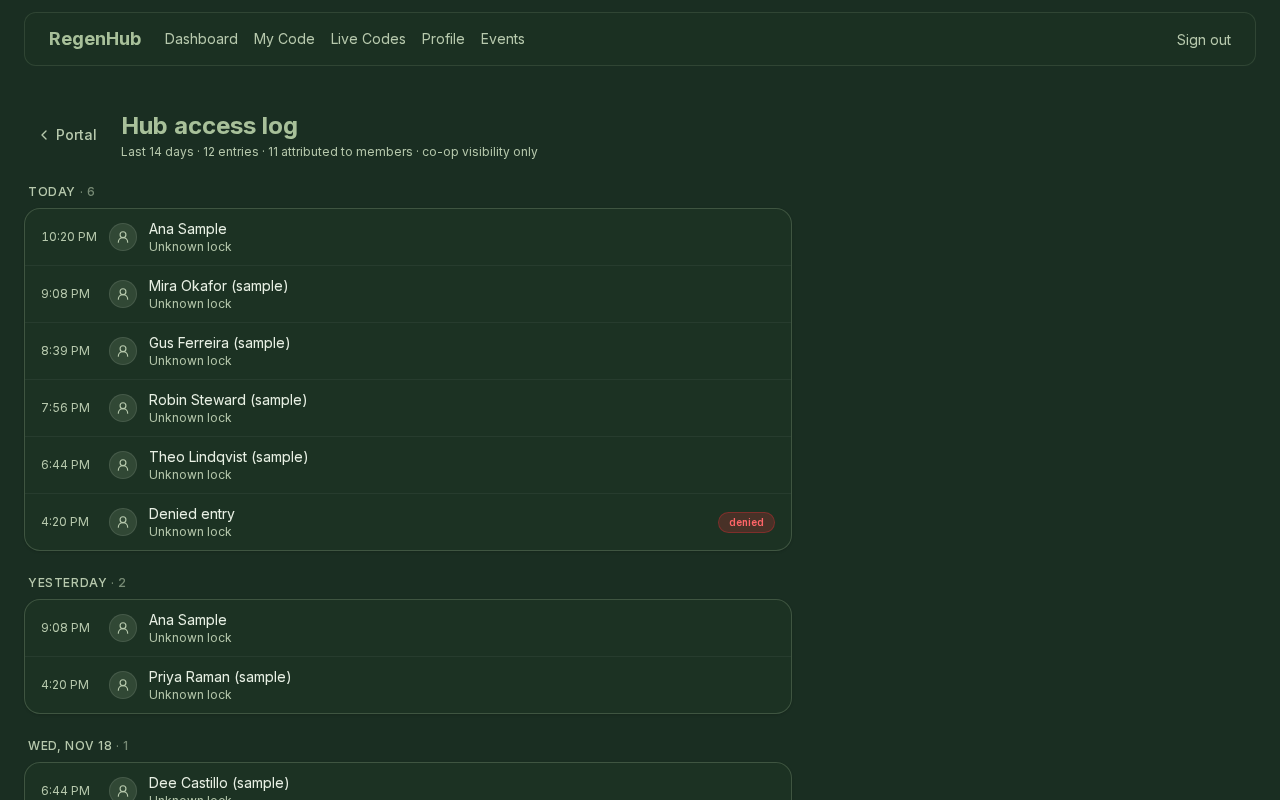 RegenHub Dashboard My Code Live Codes Profile Events Sign out
Portal
Hub access log
Last 14 days · 12 entries · 11 attributed to members · co-op visibility only
TODAY · 6
10:20 PM Ana Sample
Unknown lock
9:08 PM Mira Okafor (sample)
Unknown lock
8:39 PM Gus Ferreira (sample)
Unknown lock
7:56 PM Robin Steward (sample)
Unknown lock
6:44 PM Theo Lindqvist (sample)
Unknown lock
4:20 PM Denied entry denied
Unknown lock
YESTERDAY · 2
9:08 PM Ana Sample
Unknown lock
4:20 PM Priya Raman (sample)
Unknown lock
WED, NOV 18 · 1
6:44 PM Dee Castillo (sample)
Unknown lock